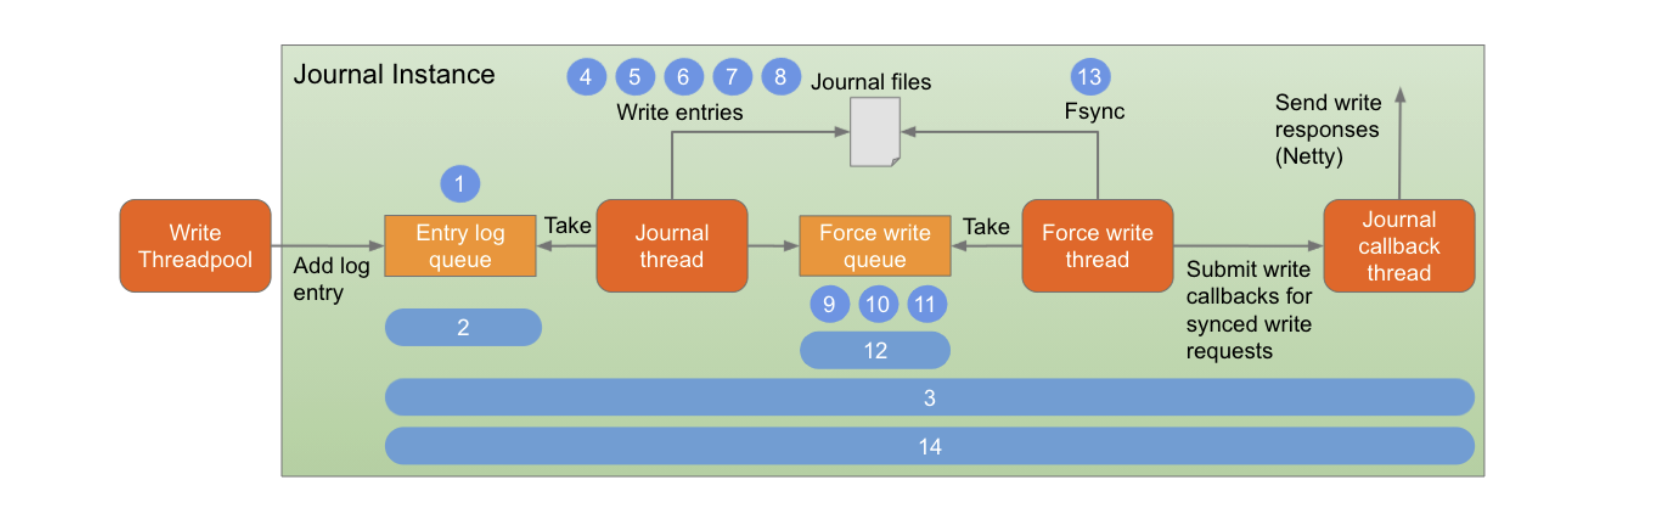 Journal Instance
4 5 6 7 8
Write entries
Journal files
13
Fsync
Send write
responses
(Netty)
1
Write
Threadpool
Add log
entry
Entry log
queue
Take
Journal
thread
Force write
queue
Take
Force write
thread
Submit write
callbacks for
synced write
requests
Journal
callback
thread
2
9 10 11
12
3
14